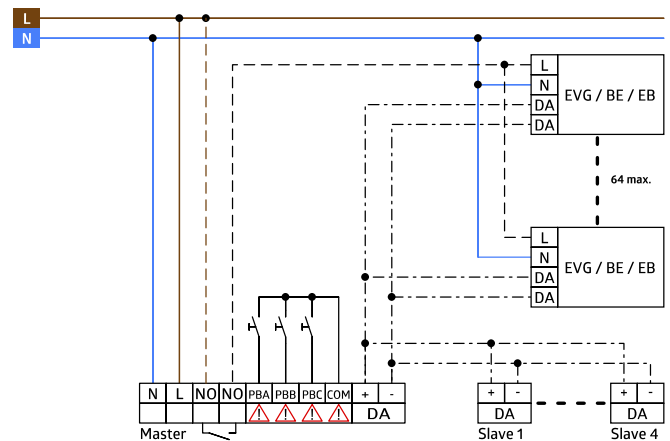 L
N
L
N
DA
DA
EVG / BE / EB
64 max.
L
N
DA
DA
EVG / BE / EB
N L NO NO PBA PBB PBC COM + -
DA
Master
+ -
DA
Slave 1
+ -
DA
Slave 4